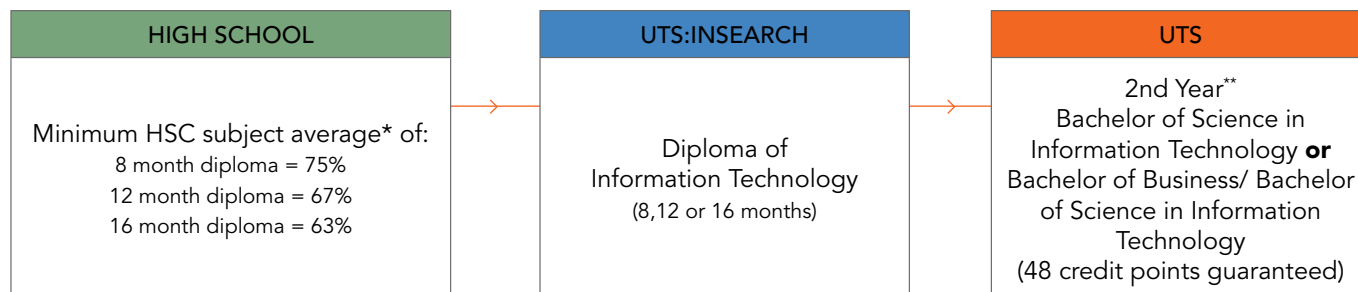 HIGH SCHOOL
Minimum HSC subject average* of:
8 month diploma = 75%
12 month diploma = 67%
16 month diploma = 63%
UTS:INSEARCH
Diploma of
Information Technology
(8,12 or 16 months)
UTS
2nd Year**
Bachelor of Science in
Information Technology or
Bachelor of Business/ Bachelor
of Science in Information
Technology
(48 credit points guaranteed)